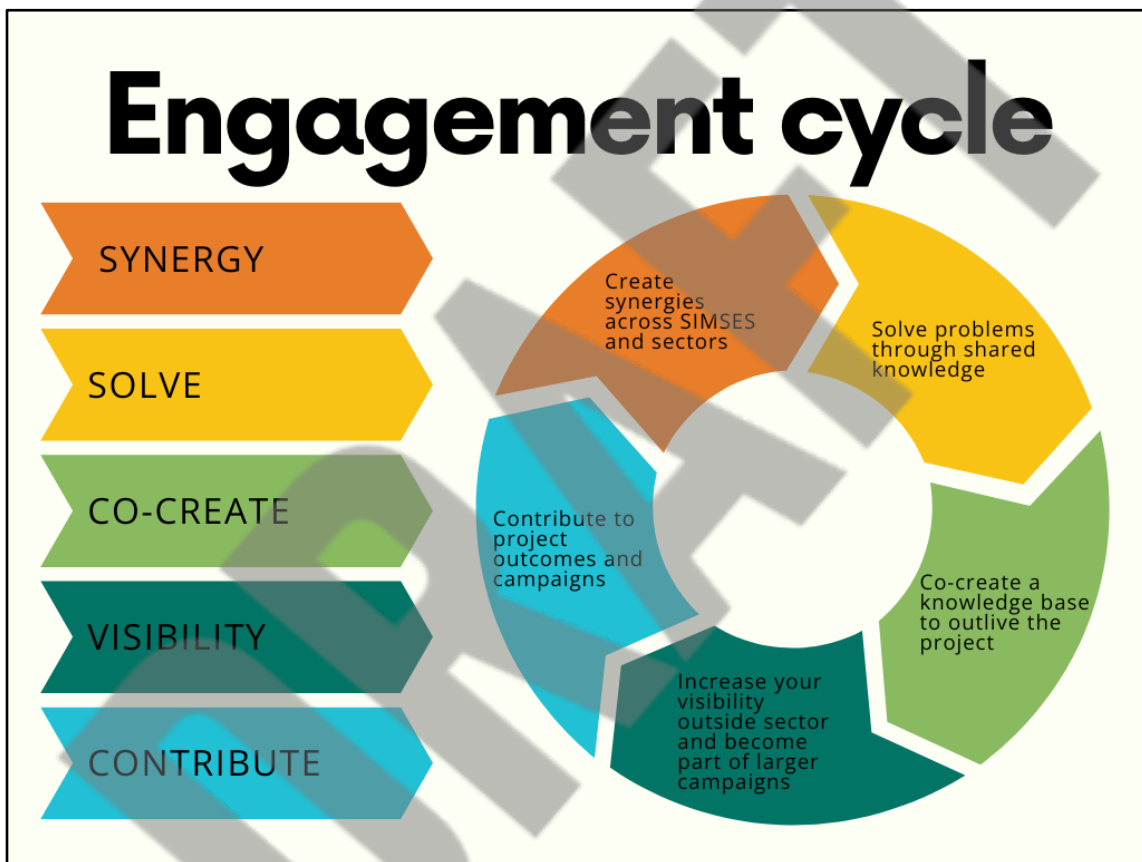 Engagement cycle
SYNERGY
SOLVE
CO-CREATE
VISIBILITY
CONTRIBUTE
Create
synergies
across SIMSES
and sectors
Solve problems
through shared
knowledge
Co-create a
knowledge base
to outlive the
project
Increase your
visibility
outside sector
and become
part of larger
campaigns
Contribute to
project
outcomes and
campaigns
DRAFT